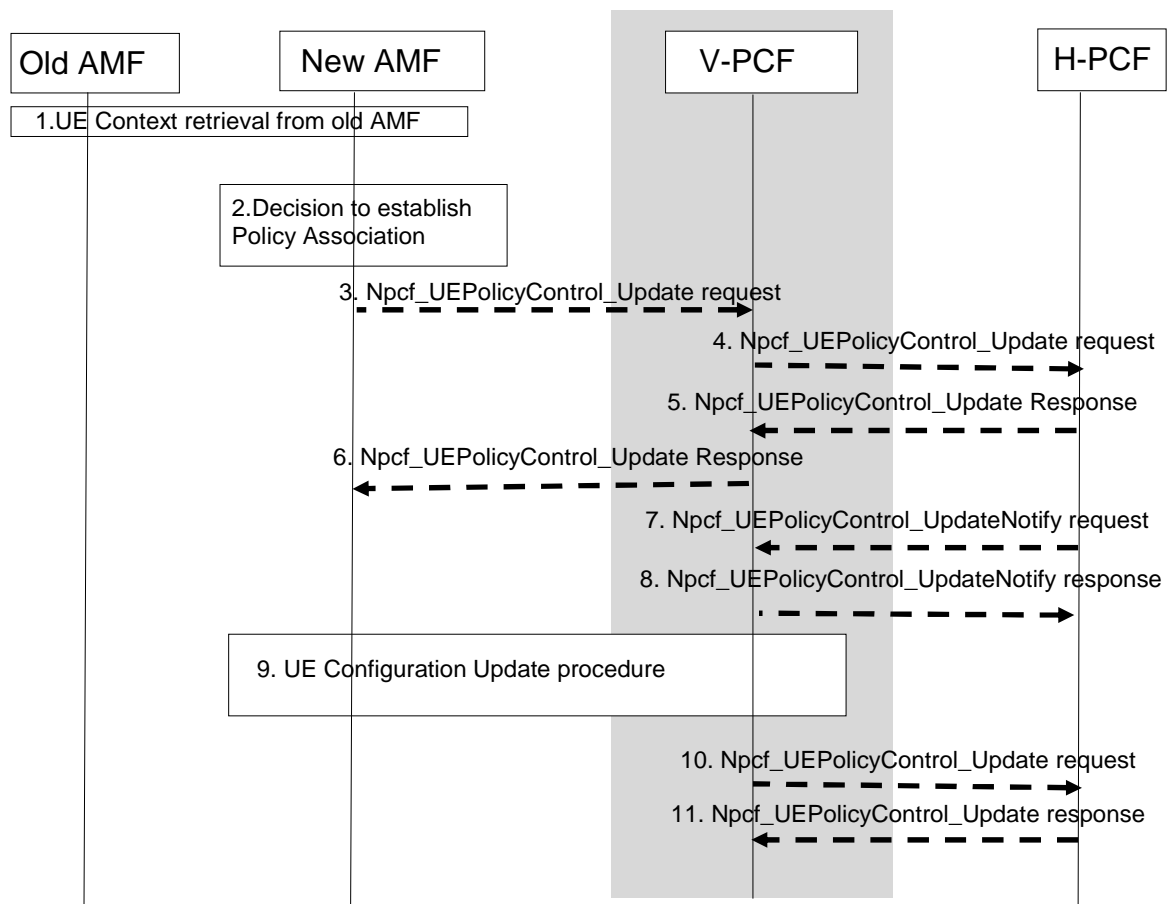 Old AMF
New AMF
V-PCF
H-PCF
1.UE Context retrieval from old AMF
2.Decision to establish
Policy Association
3. Npcf_UEPolicyControl_Update request
4. Npcf_UEPolicyControl_Update request
5. Npcf_UEPolicyControl_Update Response
6. Npcf_UEPolicyControl_Update Response
7. Npcf_UEPolicyControl_UpdateNotify request
8. Npcf_UEPolicyControl_UpdateNotify response
9. UE Configuration Update procedure
10. Npcf_UEPolicyControl_Update request
11. Npcf_UEPolicyControl_Update response